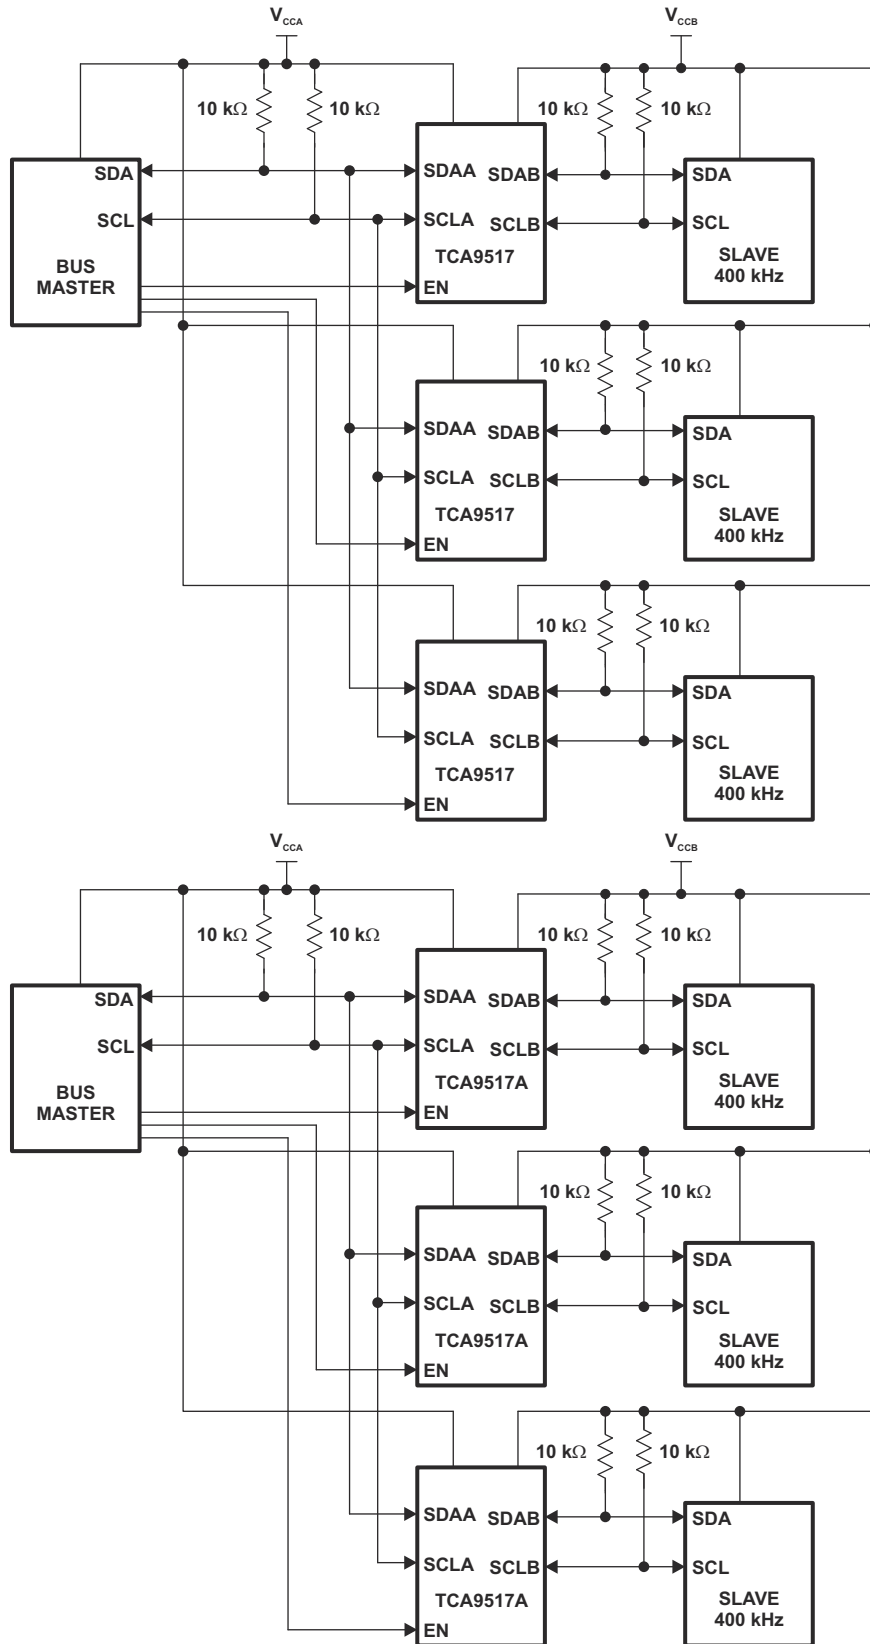 V_CCA
V_CCB
10 kΩ 10 kΩ 10 kΩ 10 kΩ
SDA SDAA SDAB SDA
SCL SCLA SCLB SCL
TCA9517
BUS
MASTER
EN
SLAVE
400 kHz
10 kΩ 10 kΩ
SDAA SDAB SDA
SCLA SCLB SCL
TCA9517
EN
SLAVE
400 kHz
10 kΩ 10 kΩ
SDAA SDAB SDA
SCLA SCLB SCL
TCA9517
EN
SLAVE
400 kHz
V_CCA
V_CCB
10 kΩ 10 kΩ 10 kΩ 10 kΩ
SDA SDAA SDAB SDA
SCL SCLA SCLB SCL
TCA9517A
BUS
MASTER
EN
SLAVE
400 kHz
10 kΩ 10 kΩ
SDAA SDAB SDA
SCLA SCLB SCL
TCA9517A
EN
SLAVE
400 kHz
10 kΩ 10 kΩ
SDAA SDAB SDA
SCLA SCLB SCL
TCA9517A
EN
SLAVE
400 kHz